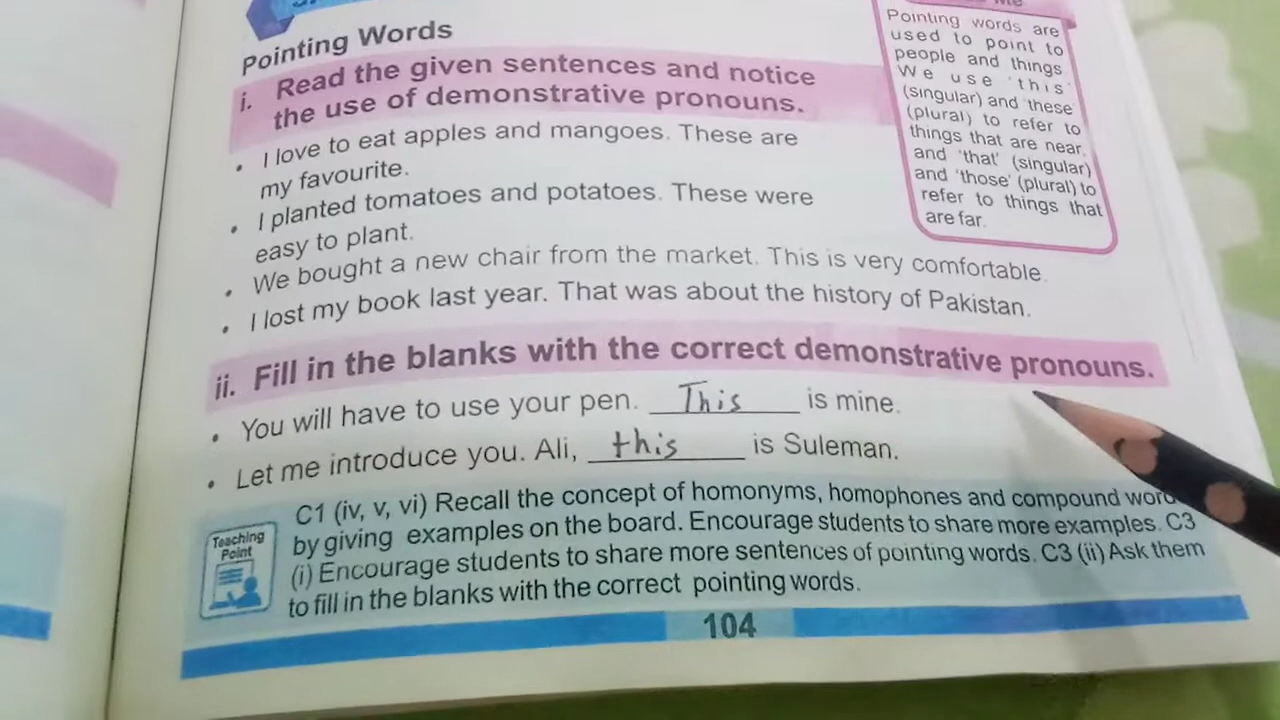 Pointing Words
i. Read the given sentences and notice
the use of demonstrative pronouns.
• I love to eat apples and mangoes. These are
my favourite.
• I planted tomatoes and potatoes. These were
easy to plant.
• We bought a new chair from the market. This is very comfortable.
• I lost my book last year. That was about the history of Pakistan.
Pointing words are
used to point to
people and things.
We use 'this'
(singular) and 'these'
(plural) to refer to
things that are near,
and 'that' (singular)
and 'those' (plural) to
refer to things that
are far.
ii. Fill in the blanks with the correct demonstrative pronouns.
• You will have to use your pen. This is mine.
• Let me introduce you. Ali, this is Suleman.
Teaching
Point
C1 (iv, v, vi) Recall the concept of homonyms, homophones and compound
by giving examples on the board. Encourage students to share more examples. C3
(i) Encourage students to share more sentences of pointing words. C3 (ii) Ask them
to fill in the blanks with the correct pointing words.
104